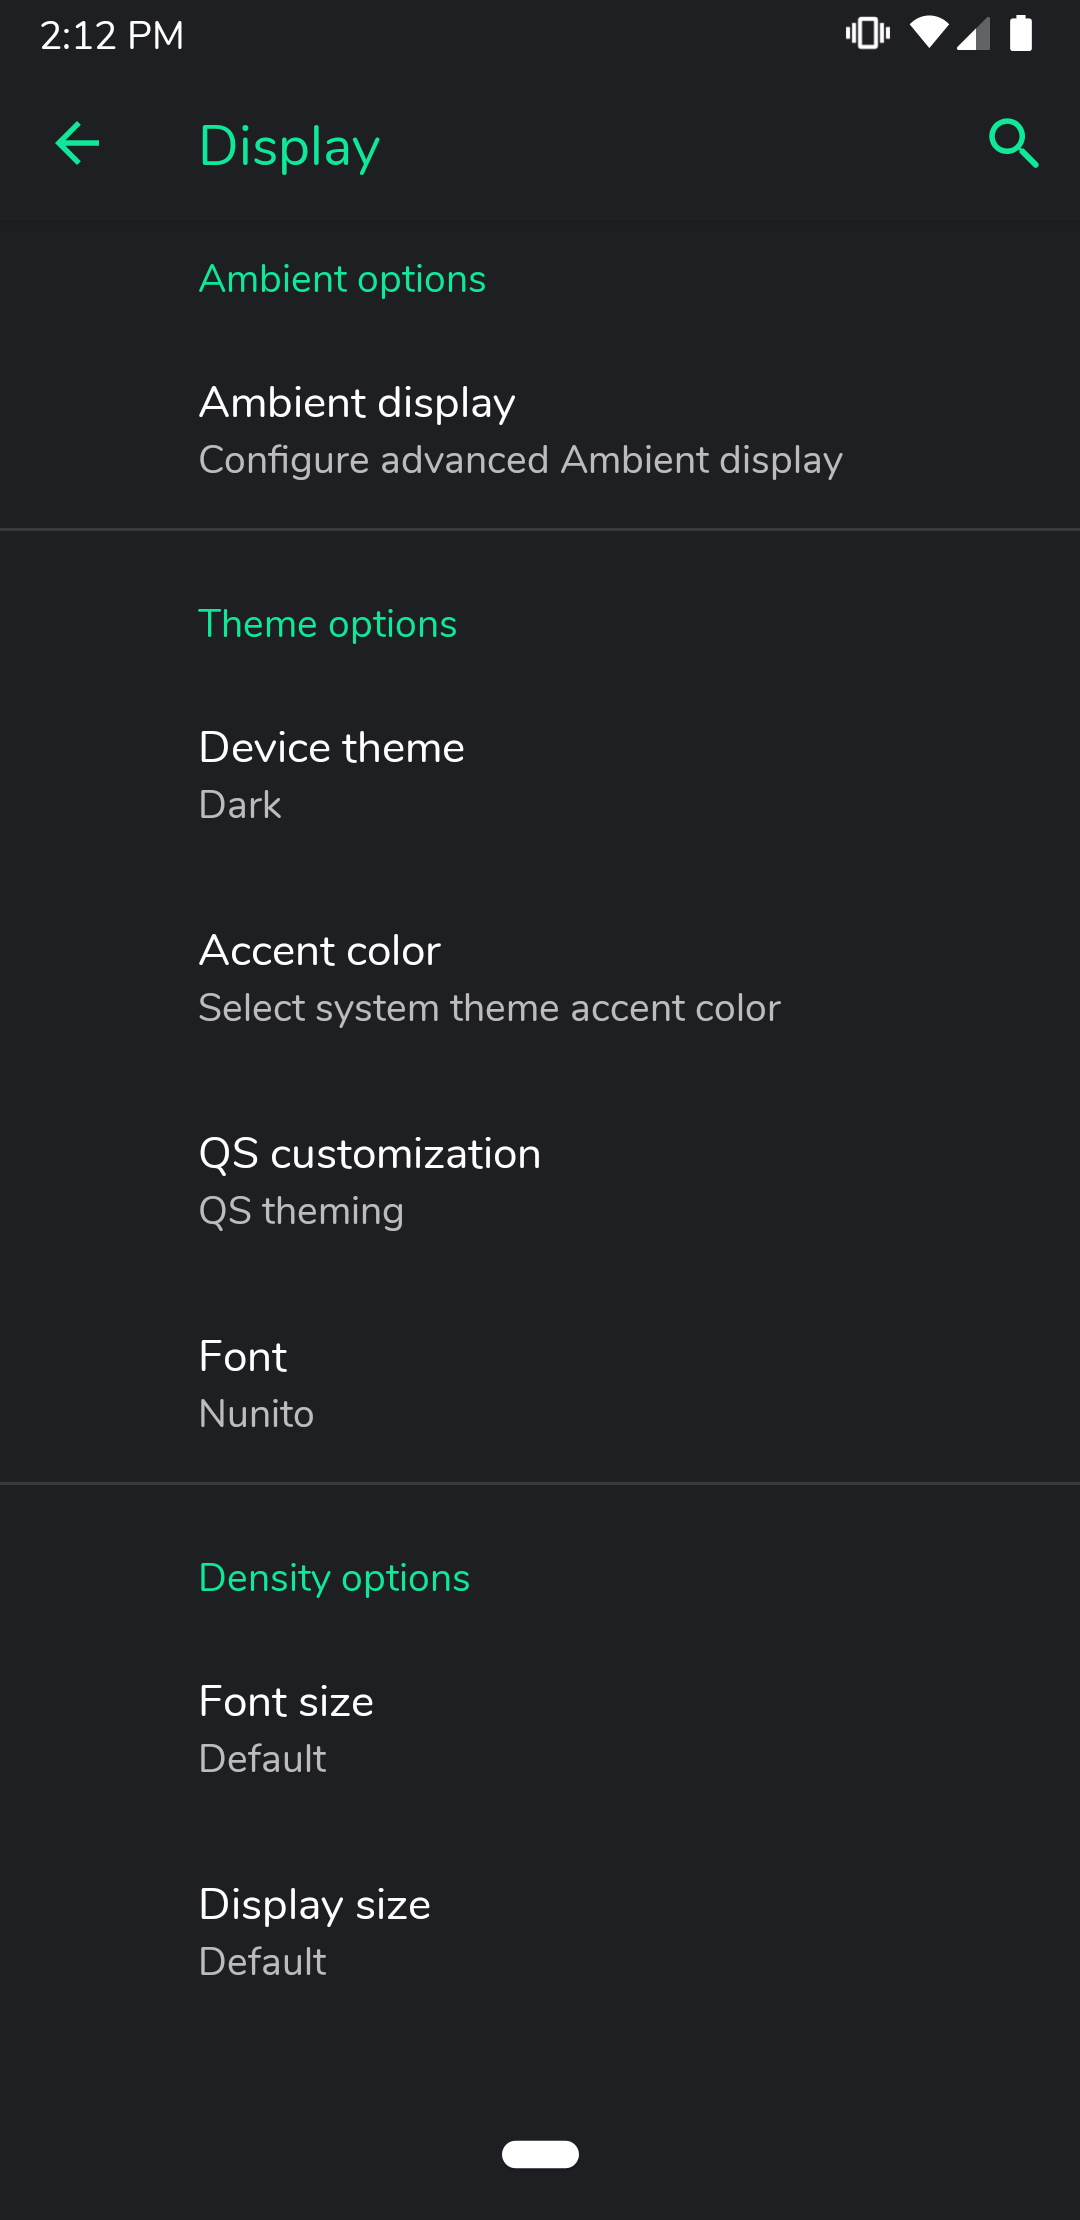 2:12 PM
Display
Ambient options
Ambient display
Configure advanced Ambient display
Theme options
Device theme
Dark
Accent color
Select system theme accent color
QS customization
QS theming
Font
Nunito
Density options
Font size
Default
Display size
Default